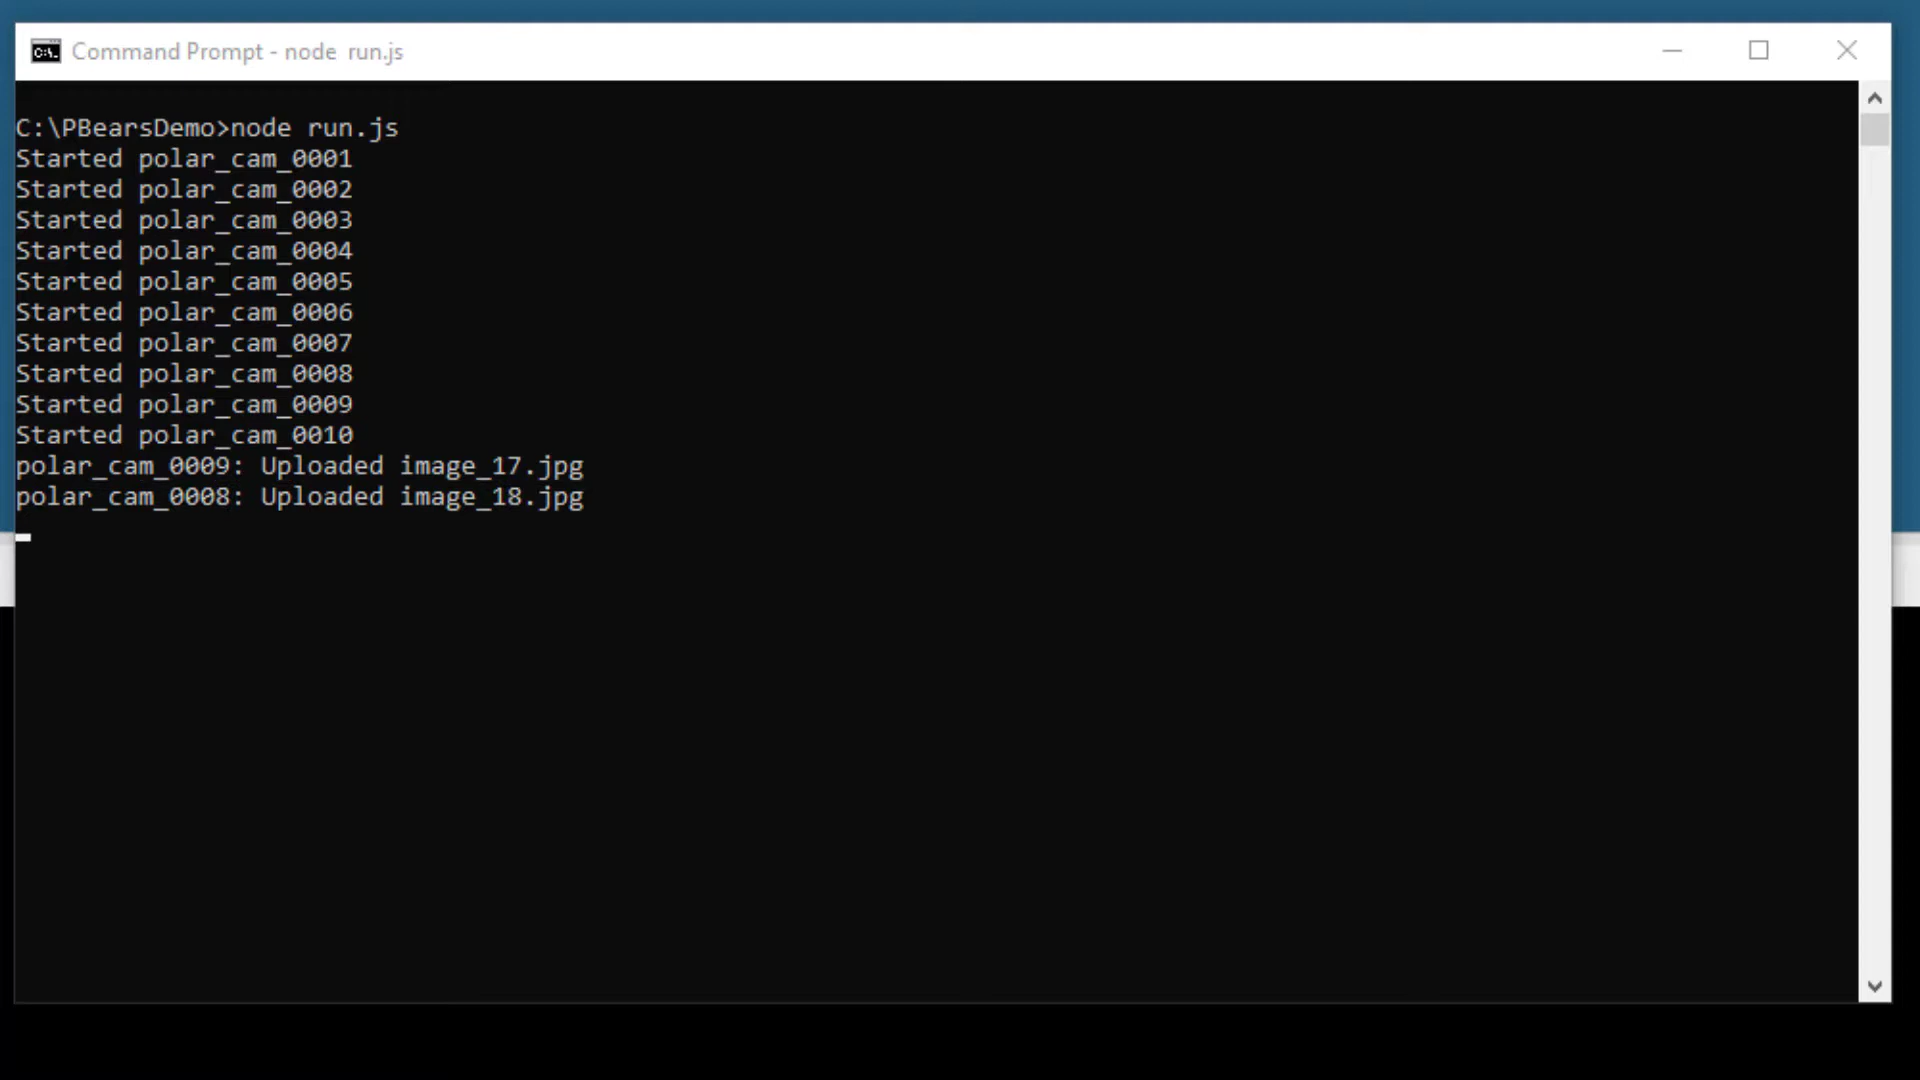 Command Prompt - node run.js
C:\PBearsDemo>node run.js
Started polar_cam_0001
Started polar_cam_0002
Started polar_cam_0003
Started polar_cam_0004
Started polar_cam_0005
Started polar_cam_0006
Started polar_cam_0007
Started polar_cam_0008
Started polar_cam_0009
Started polar_cam_0010
polar_cam_0009: Uploaded image_17.jpg
polar_cam_0008: Uploaded image_18.jpg